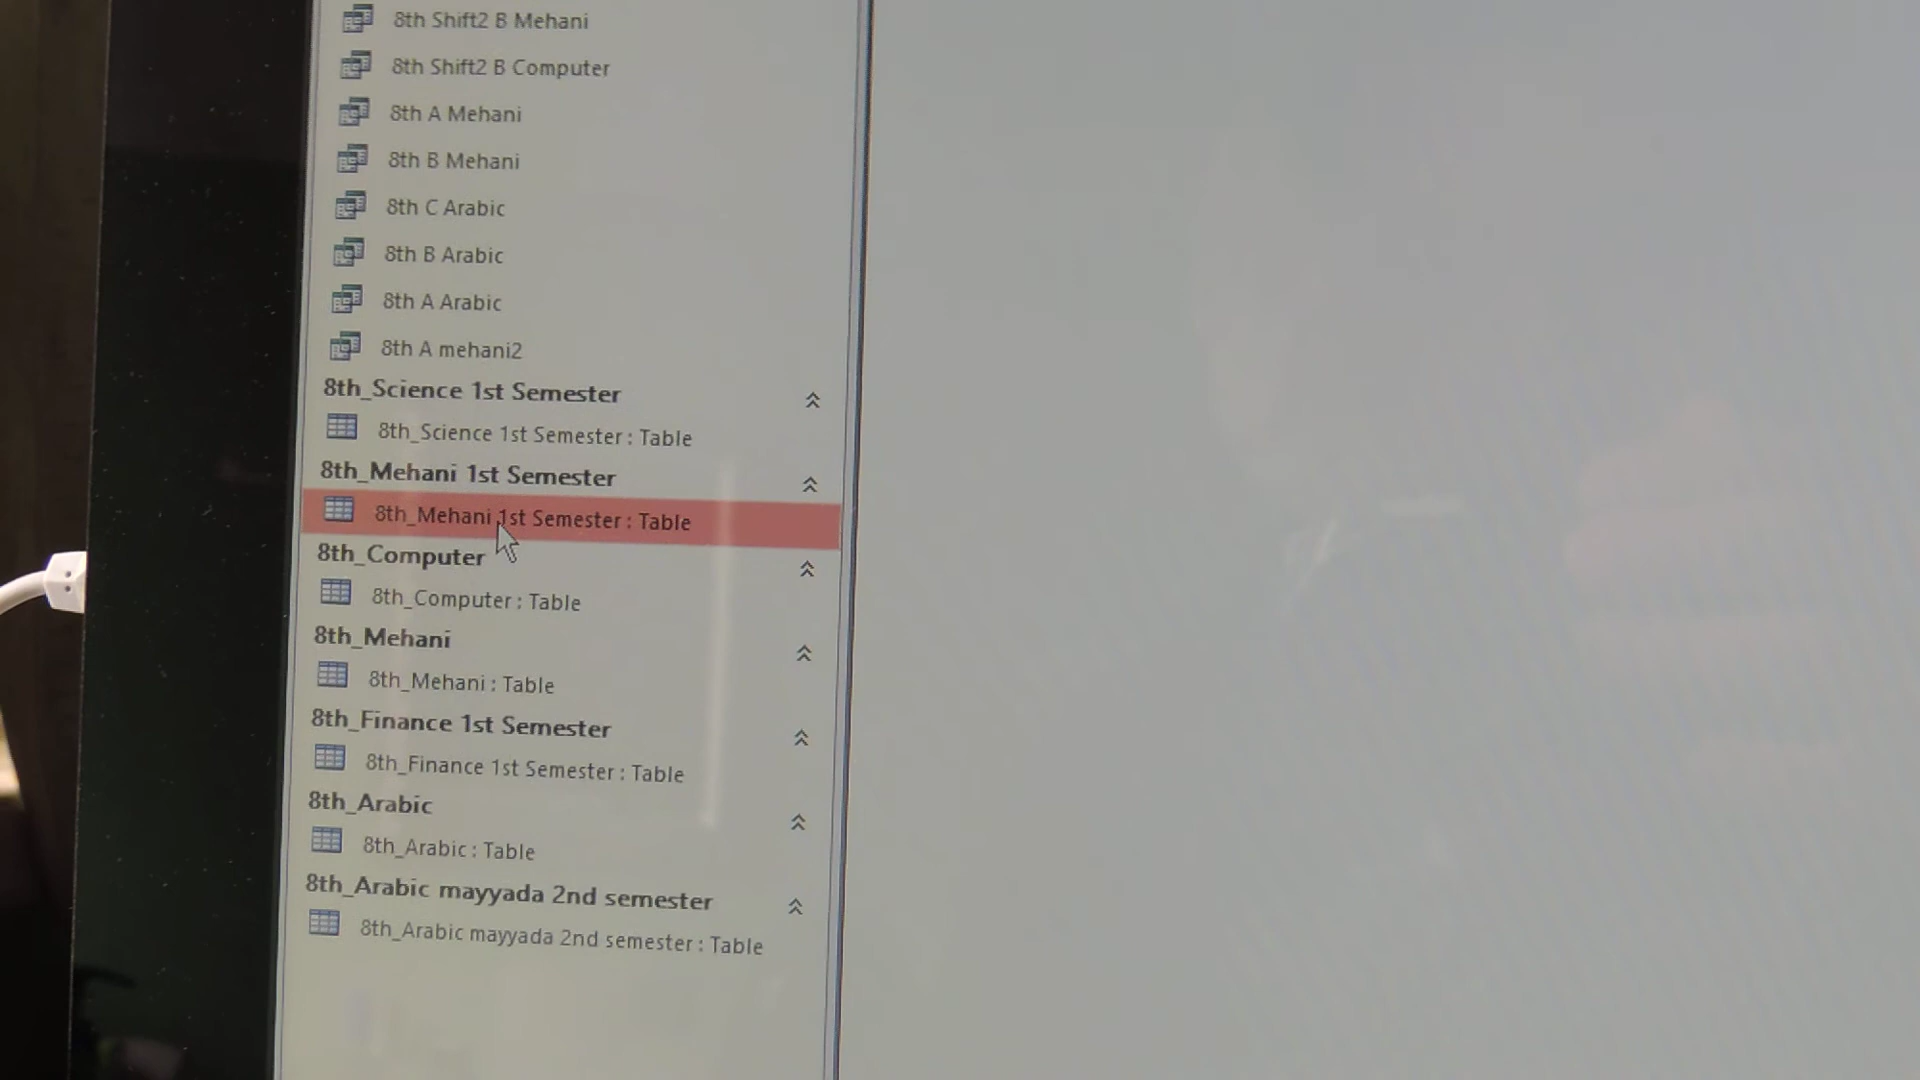 8th Shift2 B Mehani
8th Shift2 B Computer
8th A Mehani
8th B Mehani
8th C Arabic
8th B Arabic
8th A Arabic
8th A mehani2
8th_Science 1st Semester
8th_Science 1st Semester : Table
8th_Mehani 1st Semester
8th_Mehani 1st Semester : Table
8th_Computer
8th_Computer : Table
8th_Mehani
8th_Mehani : Table
8th_Finance 1st Semester
8th_Finance 1st Semester : Table
8th_Arabic
8th_Arabic : Table
8th_Arabic mayyada 2nd semester
8th_Arabic mayyada 2nd semester : Table